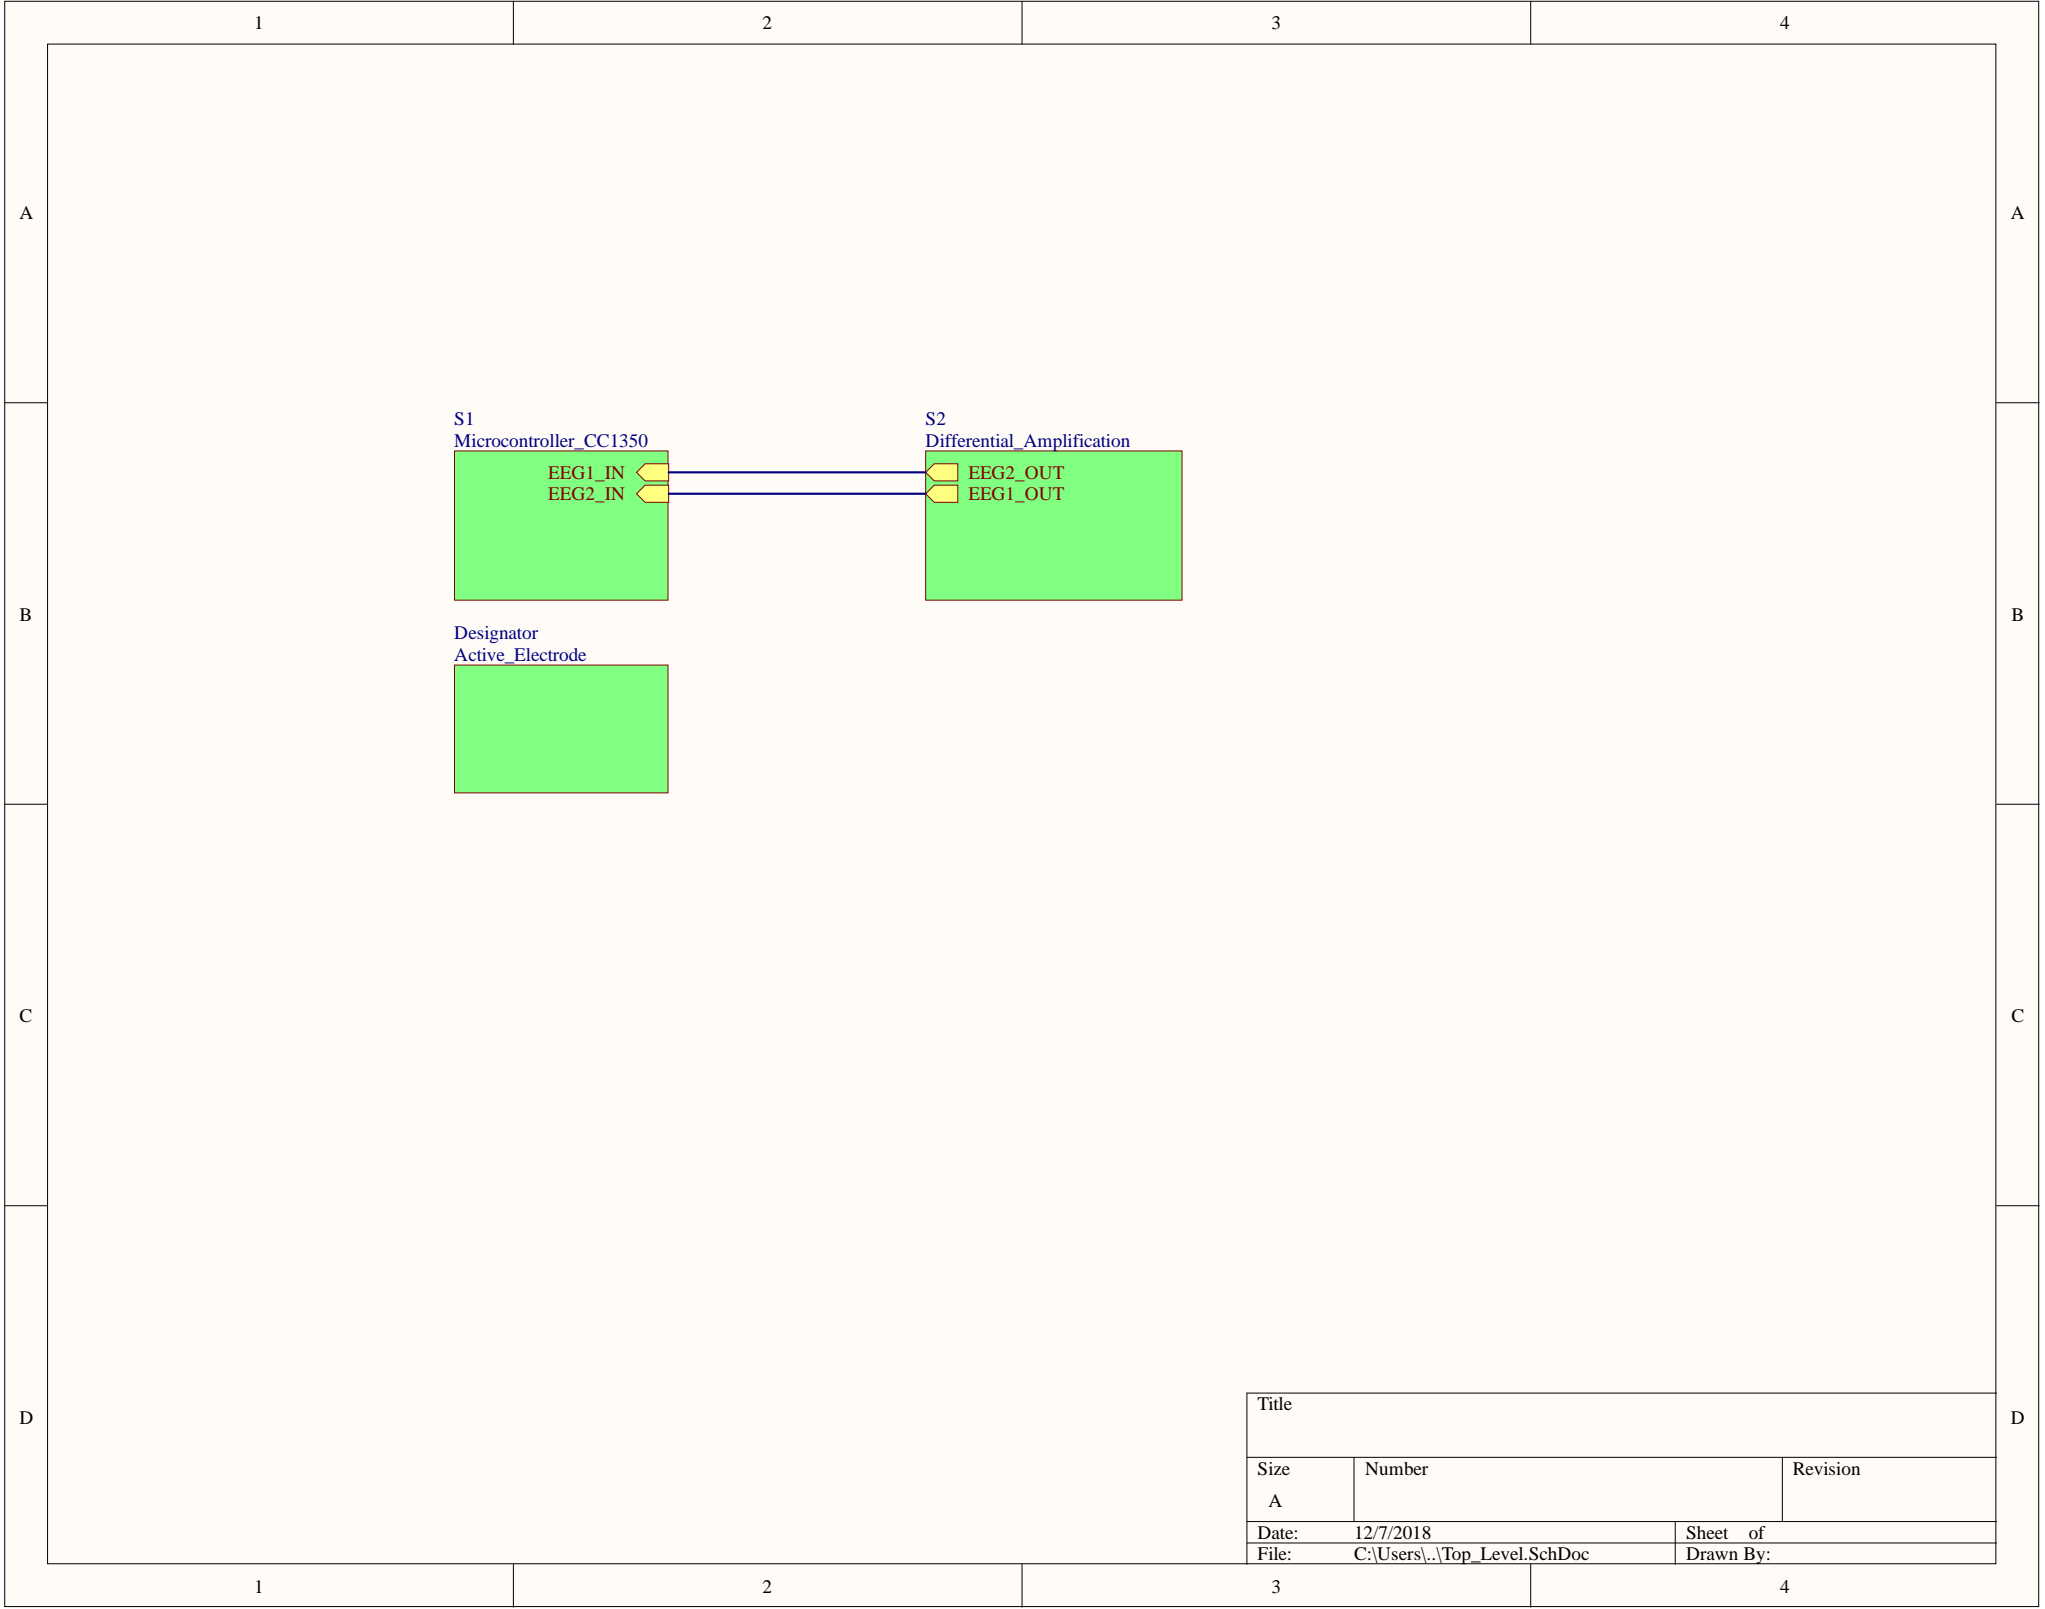 1 2 3 4
A A
S1 S2
Microcontroller_CC1350 Differential_Amplification
EEG1_IN EEG2_OUT
EEG2_IN EEG1_OUT
B B
Designator
Active_Electrode
C C
Title
D D
Size Number Revision
A
Date: 12/7/2018 Sheet of
File: C:\Users\..\Top_Level.SchDoc Drawn By:
1 2 3 4